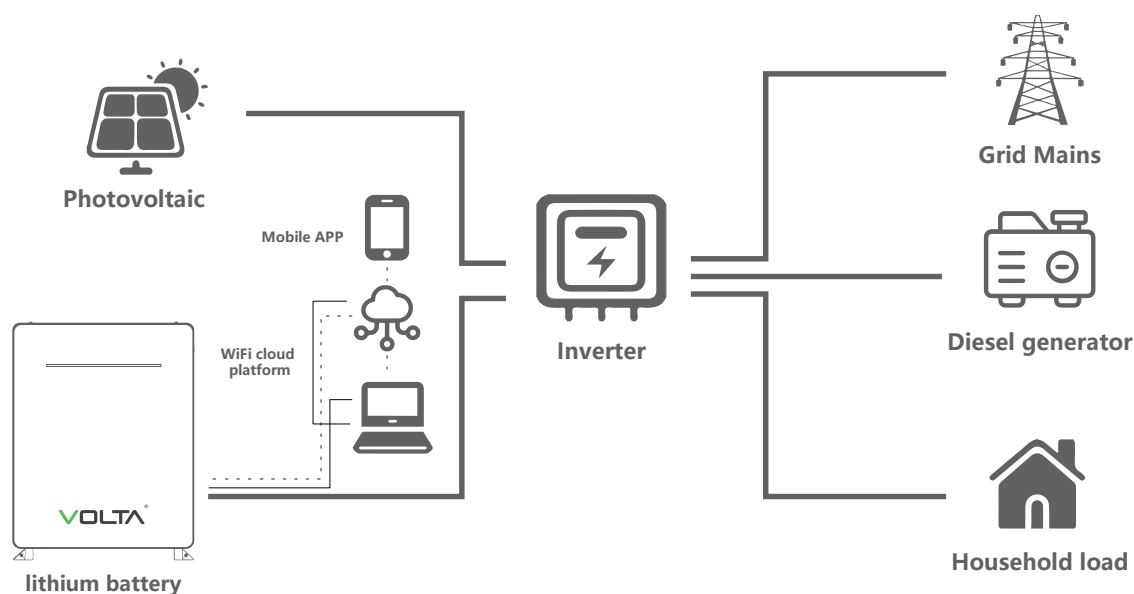 Grid Mains
Photovoltaic
Mobile APP
Inverter
Diesel generator
WiFi cloud
platform
VOLTA®
Household load
lithium battery